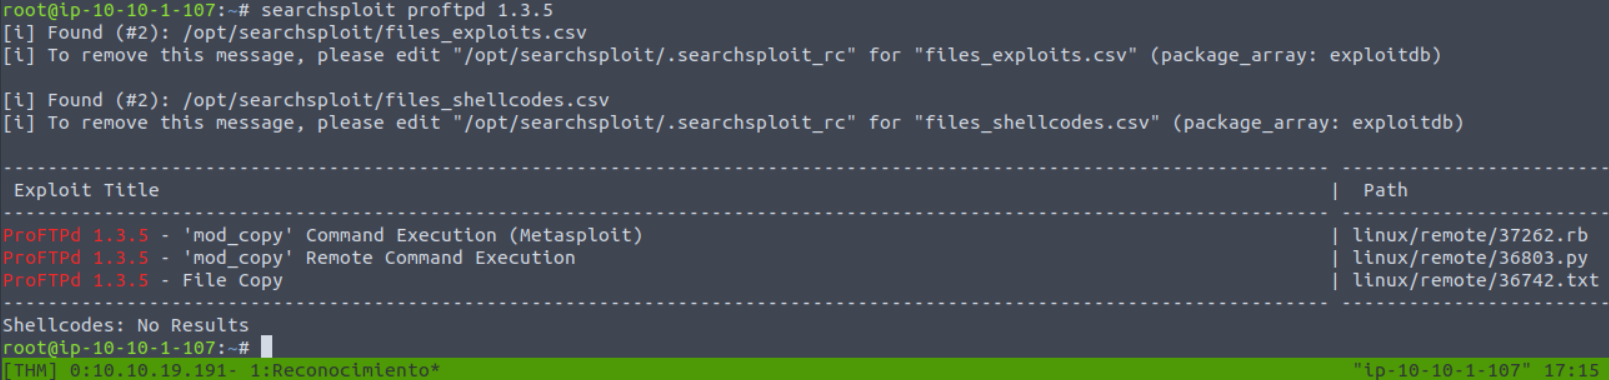 root@ip-10-10-1-107:~# searchsploit proftpd 1.3.5
[i] Found (#2): /opt/searchsploit/files_exploits.csv
[i] To remove this message, please edit "/opt/searchsploit/.searchsploit_rc" for "files_exploits.csv" (package_array: exploitdb)
[i] Found (#2): /opt/searchsploit/files_shellcodes.csv
[i] To remove this message, please edit "/opt/searchsploit/.searchsploit_rc" for "files_shellcodes.csv" (package_array: exploitdb)
Exploit Title | Path
ProFTPd 1.3.5 - 'mod_copy' Command Execution (Metasploit) | linux/remote/37262.rb
ProFTPd 1.3.5 - 'mod_copy' Remote Command Execution | linux/remote/36803.py
ProFTPd 1.3.5 - File Copy | linux/remote/36742.txt
Shellcodes: No Results
root@ip-10-10-1-107:~#
[THM] 0:10.10.19.191- 1:Reconocimiento* "ip-10-10-1-107" 17:15